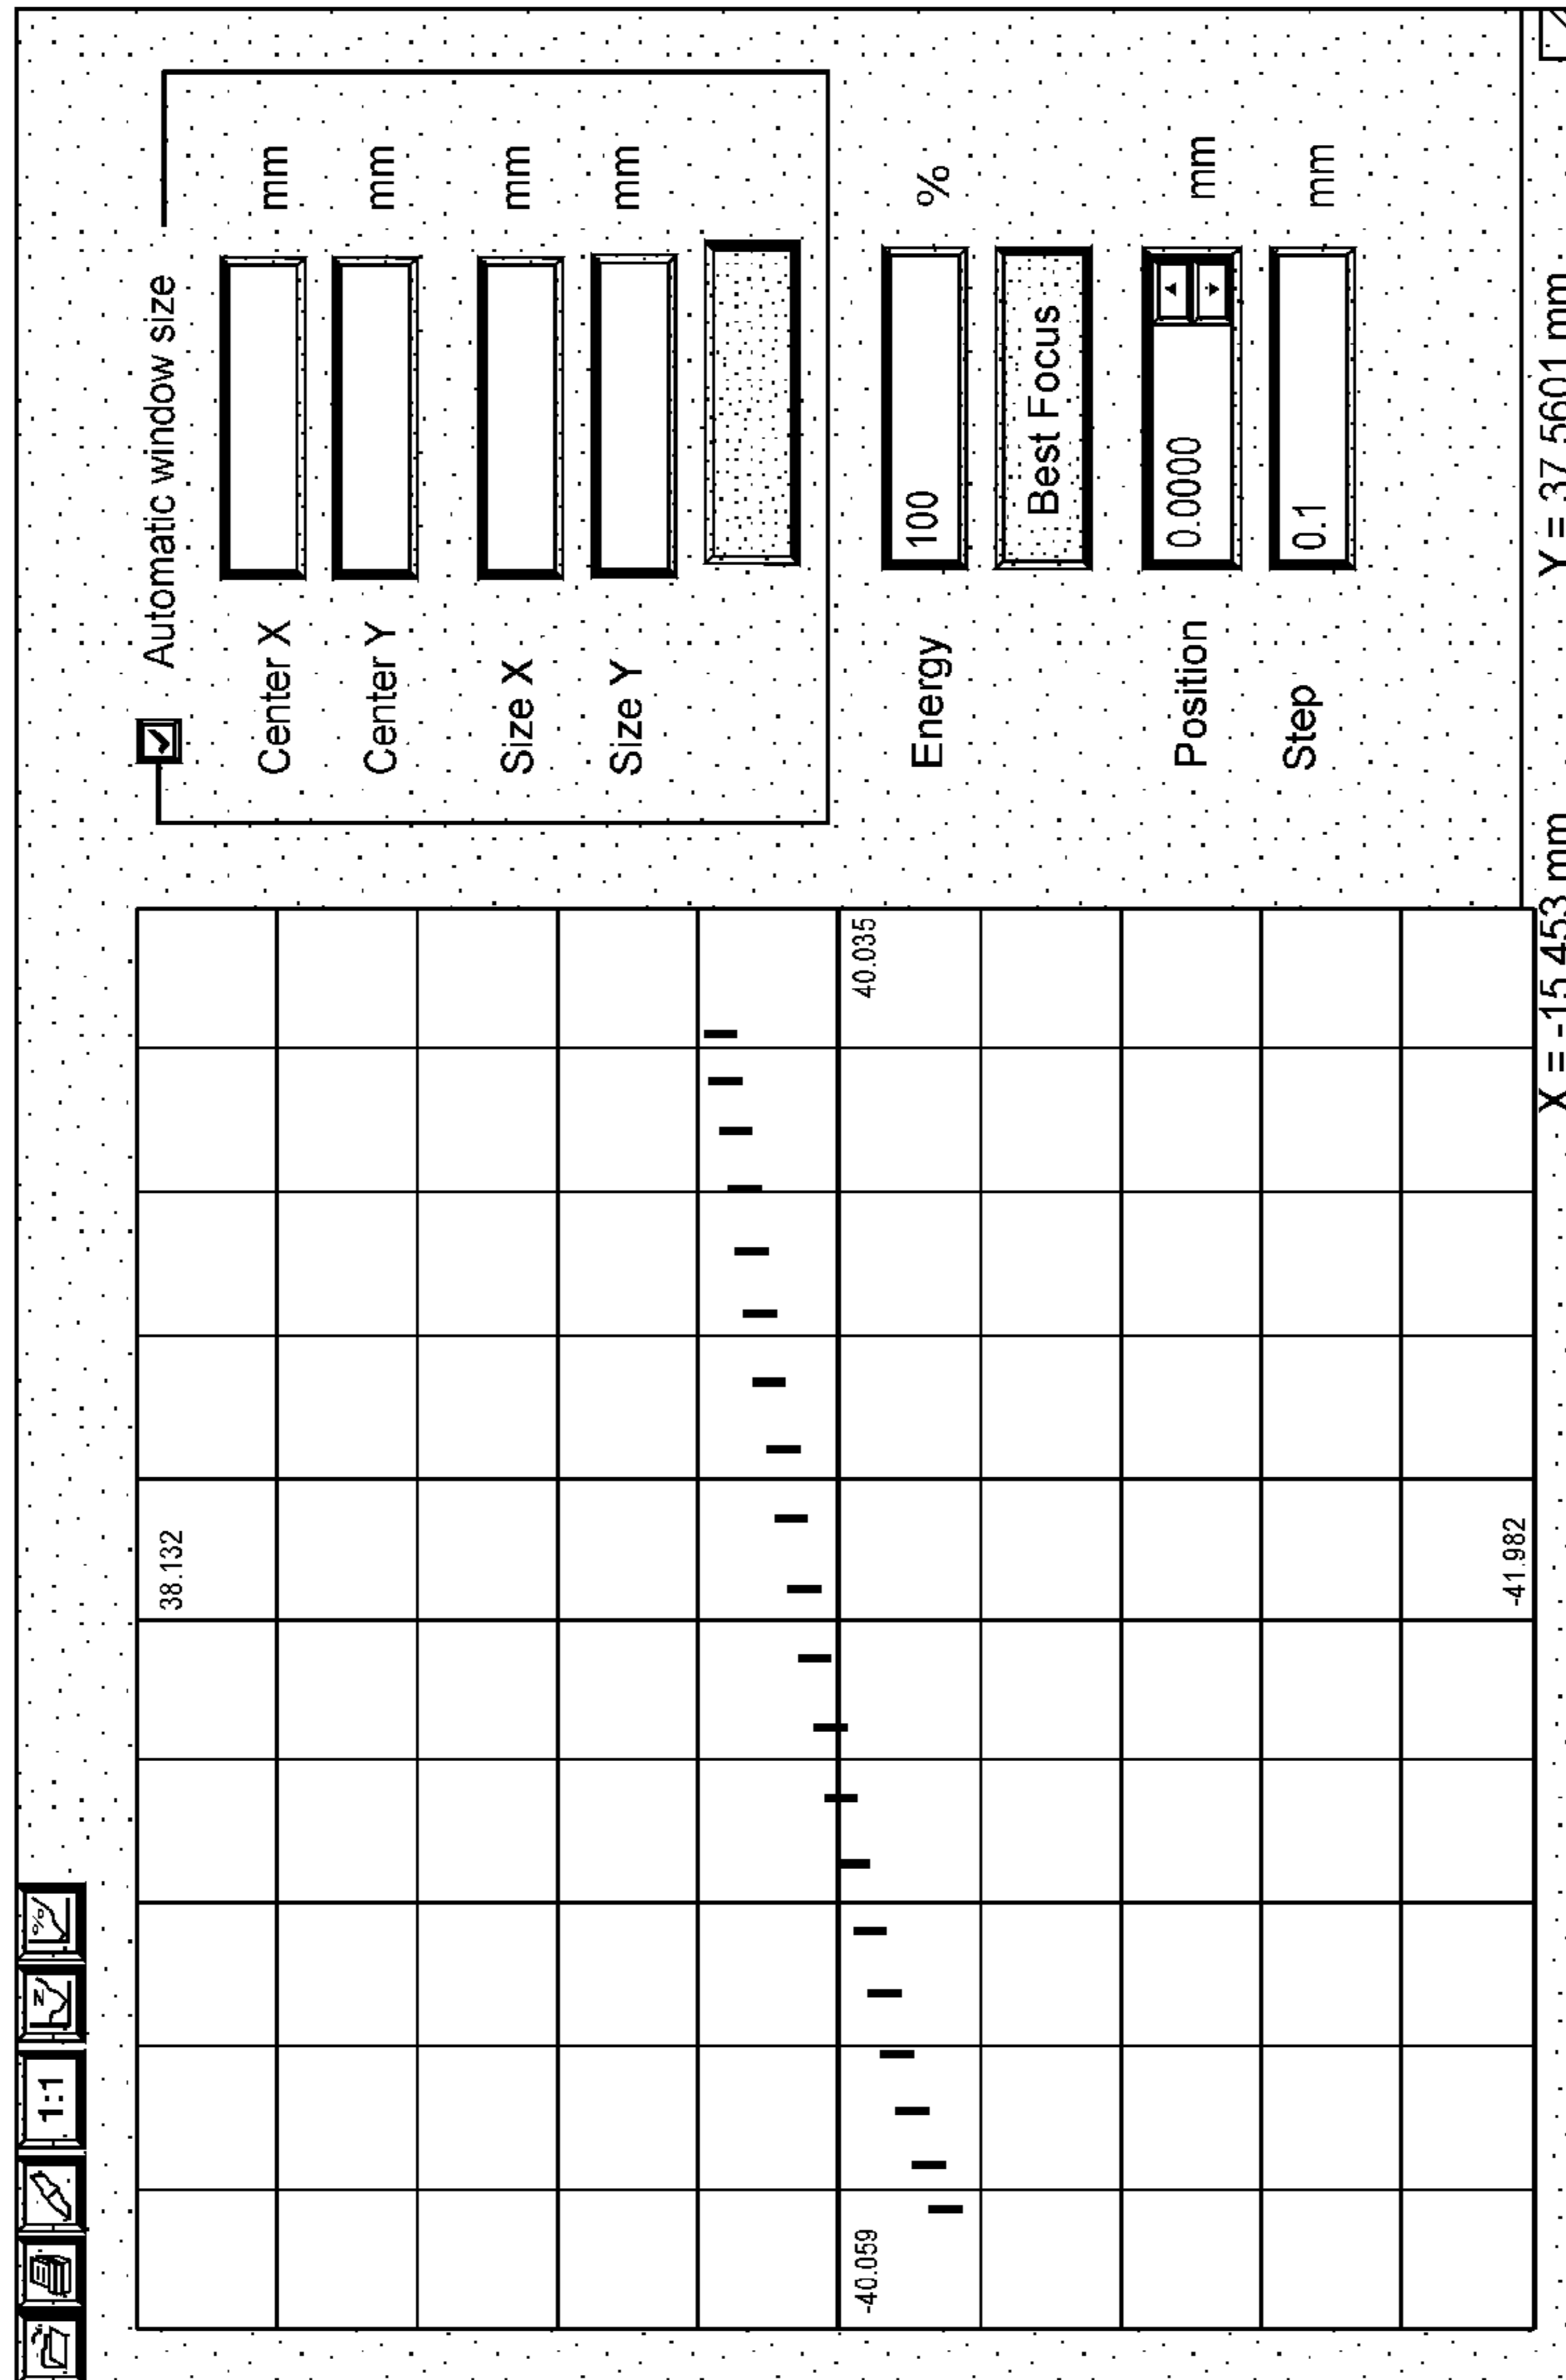 1:1
N
%
Automatic window size
Center X mm
Center Y mm
Size X mm
Size Y mm
Energy 100 %
Best Focus
Position 0.0000 mm
Step 0.1 mm
38.132
-40.059
40.035
-41.982
X = -15.453 mm Y = 37.5601 mm